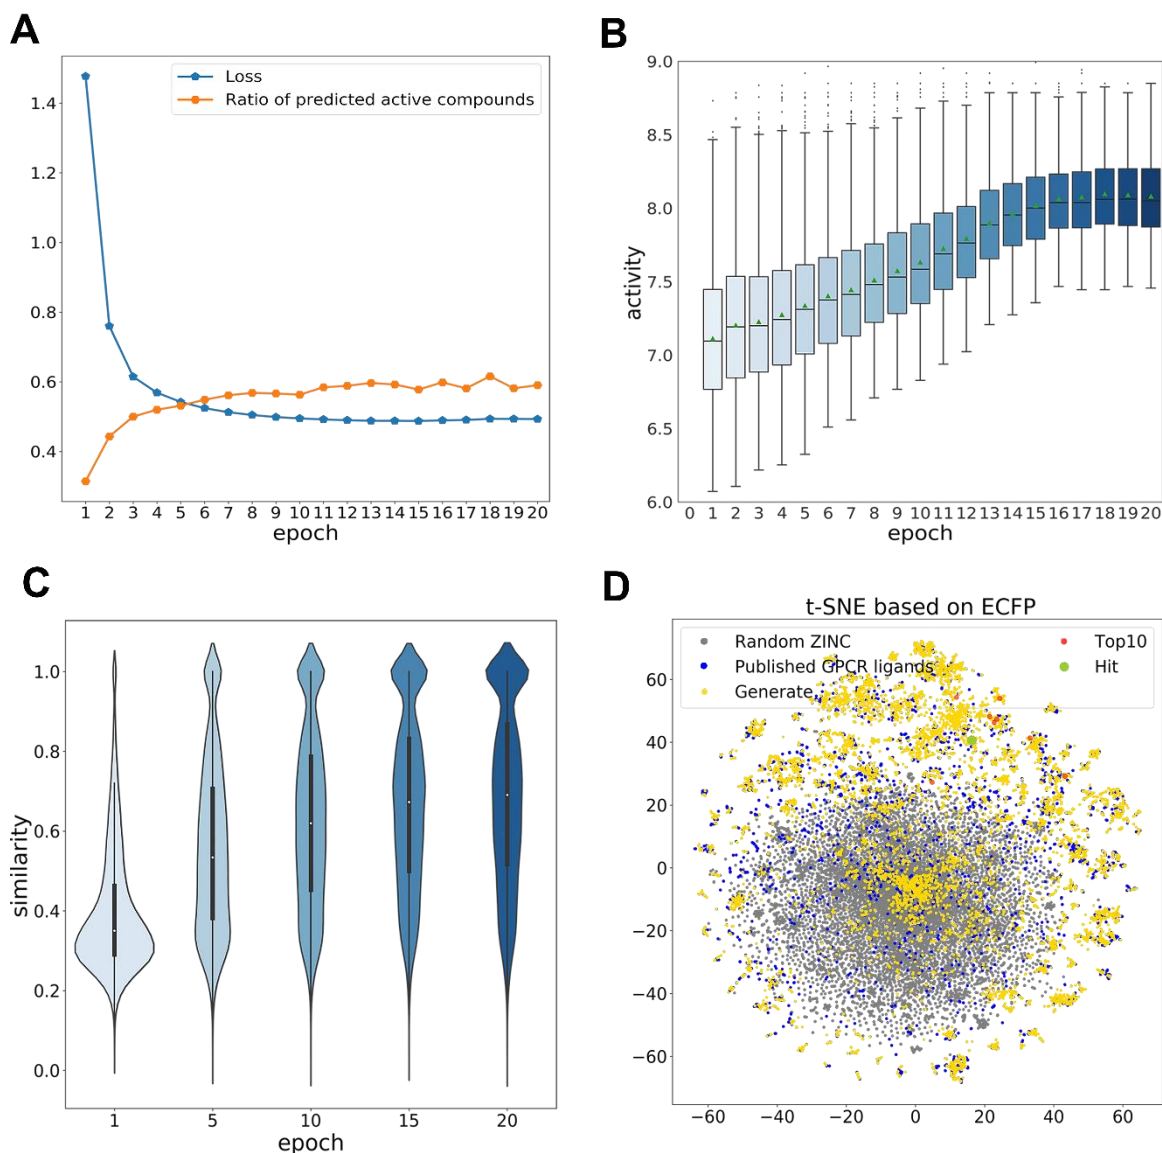 A
Loss
Ratio of predicted active compounds
1.4
1.2
1.0
0.8
0.6
0.4
1 2 3 4 5 6 7 8 9 10 11 12 13 14 15 16 17 18 19 20
epoch
B
9.0
8.5
8.0
7.5
7.0
6.5
6.0
activity
0 1 2 3 4 5 6 7 8 9 10 11 12 13 14 15 16 17 18 19 20
epoch
C
1.0
0.8
0.6
0.4
0.2
0.0
similarity
1 5 10 15 20
epoch
D
t-SNE based on ECFP
Random ZINC
Published GPCR ligands
Generate
Top10
Hit
60
40
20
0
−20
−40
−60
−60 −40 −20 0 20 40 60